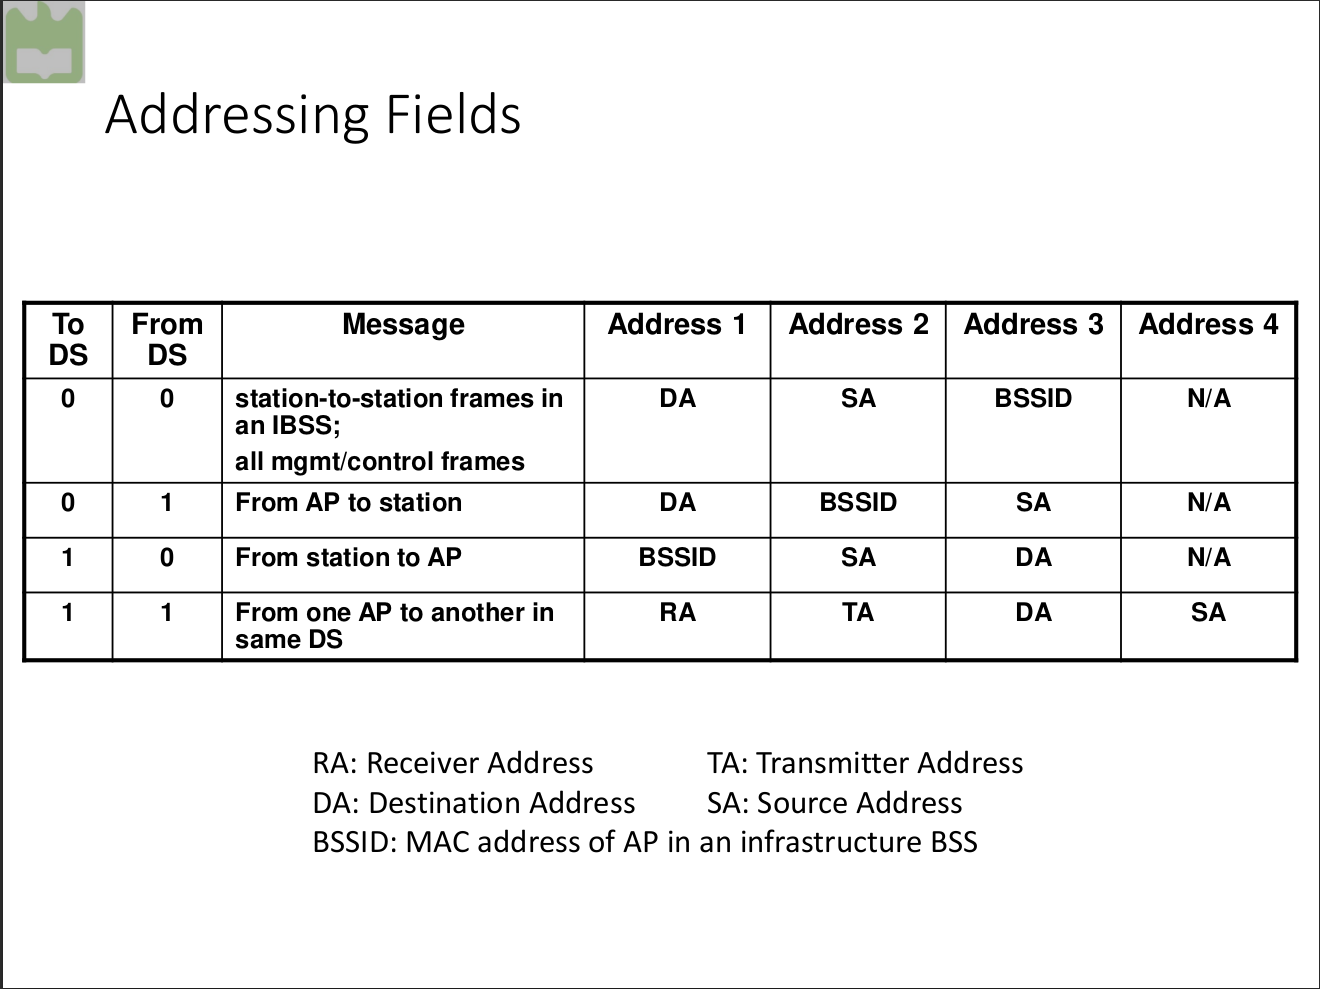 Addressing Fields
To DS From DS Message Address 1 Address 2 Address 3 Address 4
0 0 station-to-station frames in an IBSS; DA SA BSSID N/A
all mgmt/control frames
0 1 From AP to station DA BSSID SA N/A
1 0 From station to AP BSSID SA DA N/A
1 1 From one AP to another in same DS RA TA DA SA
RA: Receiver Address TA: Transmitter Address
DA: Destination Address SA: Source Address
BSSID: MAC address of AP in an infrastructure BSS